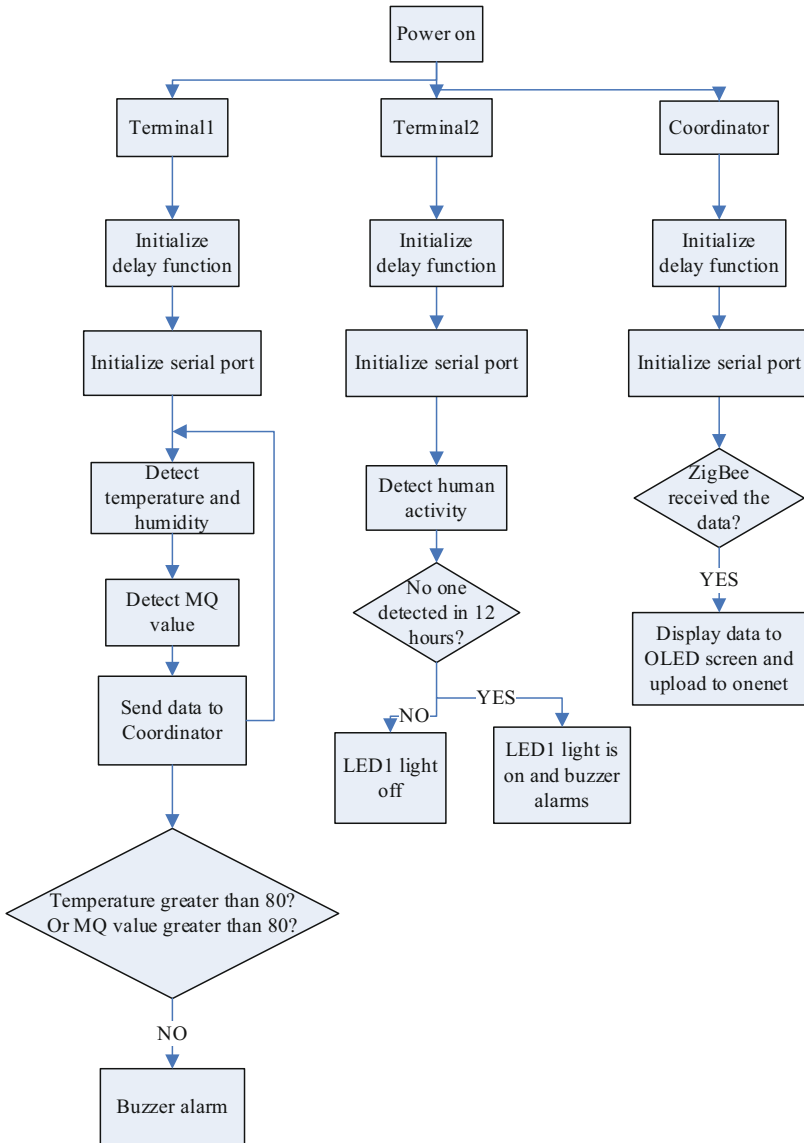 Power on
Terminal1
Terminal2
Coordinator
Initialize
delay function
Initialize
delay function
Initialize
delay function
Initialize serial port
Initialize serial port
Initialize serial port
Detect
temperature and
humidity
Detect human
activity
ZigBee
received the
data?
YES
Detect MQ
value
No one
detected in 12
hours?
Display data to
OLED screen and
upload to onenet
Send data to
Coordinator
NO
YES
LED1 light
off
LED1 light is
on and buzzer
alarms
Temperature greater than 80?
Or MQ value greater than 80?
NO
Buzzer alarm